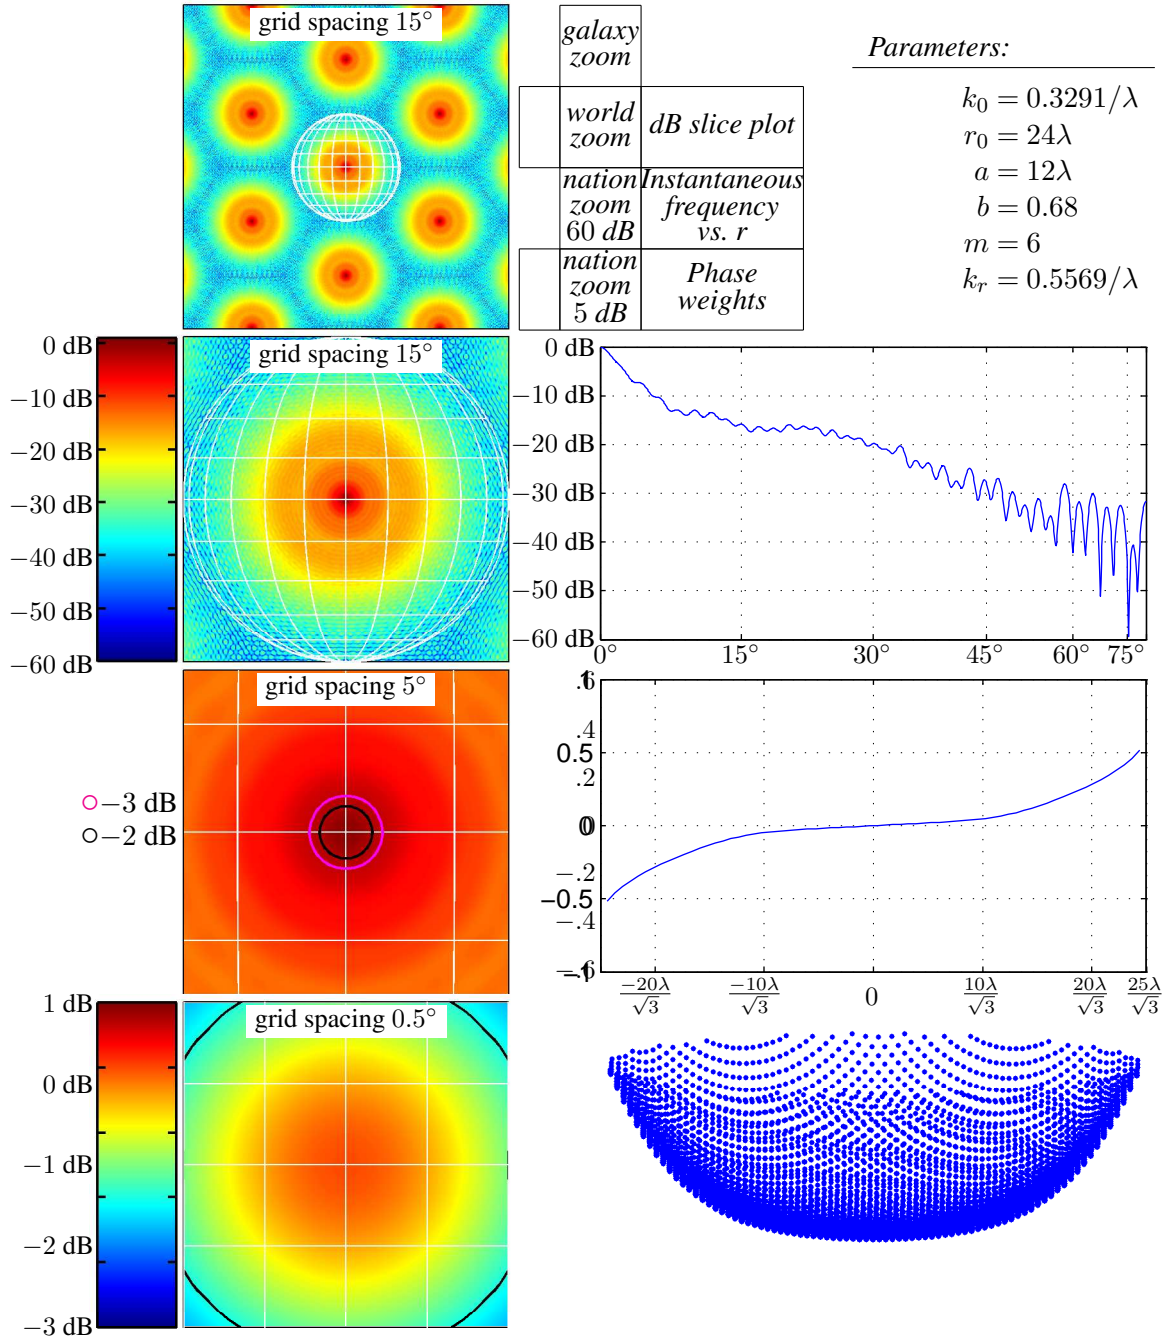 grid spacing 15°
galaxy
zoom
world
zoom
dB slice plot
nation
zoom
60 dB
Instantaneous
frequency
vs. r
nation
zoom
5 dB
Phase
weights
Parameters:
k₀ = 0.3291/λ
r₀ = 24λ
a = 12λ
b = 0.68
m = 6
kᵣ = 0.5569/λ
0 dB
−10 dB
−20 dB
−30 dB
−40 dB
−50 dB
−60 dB
grid spacing 15°
0 dB
−10 dB
−20 dB
−30 dB
−40 dB
−50 dB
−60 dB
0° 15° 30° 45° 60° 75°
−3 dB
−2 dB
grid spacing 5°
.6
1
.4
0.5
.2
0
0
−.2
−0.5
−.4
−.6
−1
−20λ/√3 −10λ/√3 0 10λ/√3 20λ/√3 25λ/√3
1 dB
0 dB
−1 dB
−2 dB
−3 dB
grid spacing 0.5°